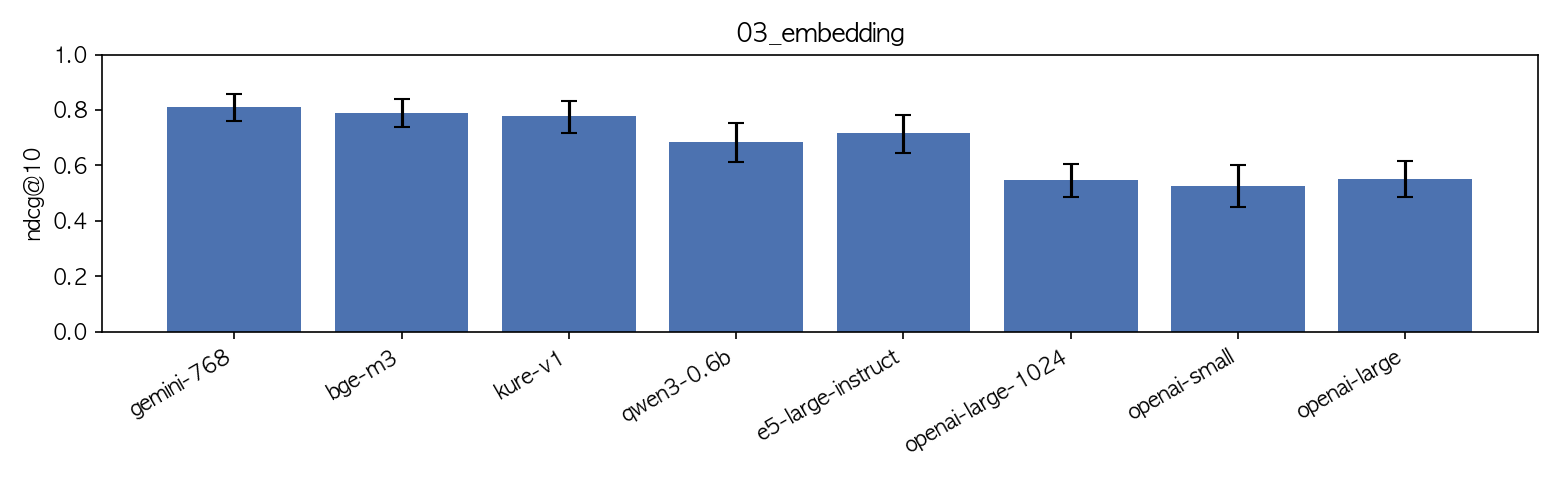 03_embedding
ndcg@10
1.0
0.8
0.6
0.4
0.2
0.0
gemini-768
bge-m3
kure-v1
qwen3-0.6b
e5-large-instruct
openai-large-1024
openai-small
openai-large